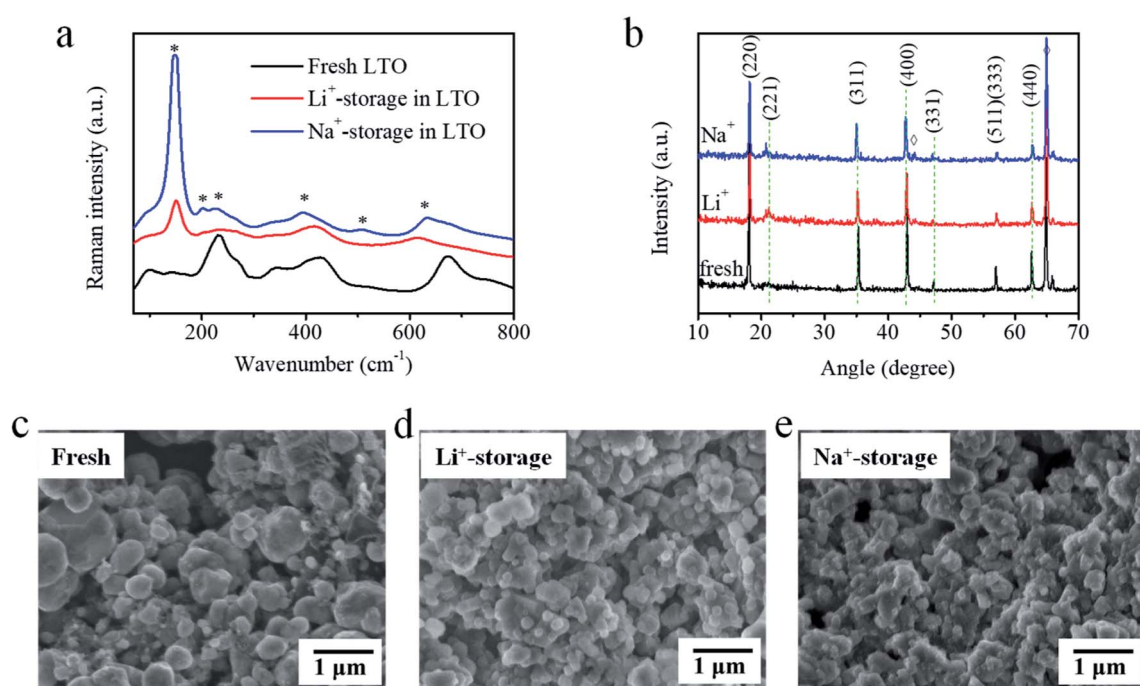 a
*
* *
*
*
*
Fresh LTO
Li⁺-storage in LTO
Na⁺-storage in LTO
Raman intensity (a.u.)
200 400 600 800
Wavenumber (cm⁻¹)
b
(220)
(221)
(311)
(400)
(331)
(511)(333)
(440)
◊
◊
Na⁺
Li⁺
fresh
Intensity (a.u.)
10 20 30 40 50 60 70
Angle (degree)
c
Fresh
1 μm
d
Li⁺-storage
1 μm
e
Na⁺-storage
1 μm